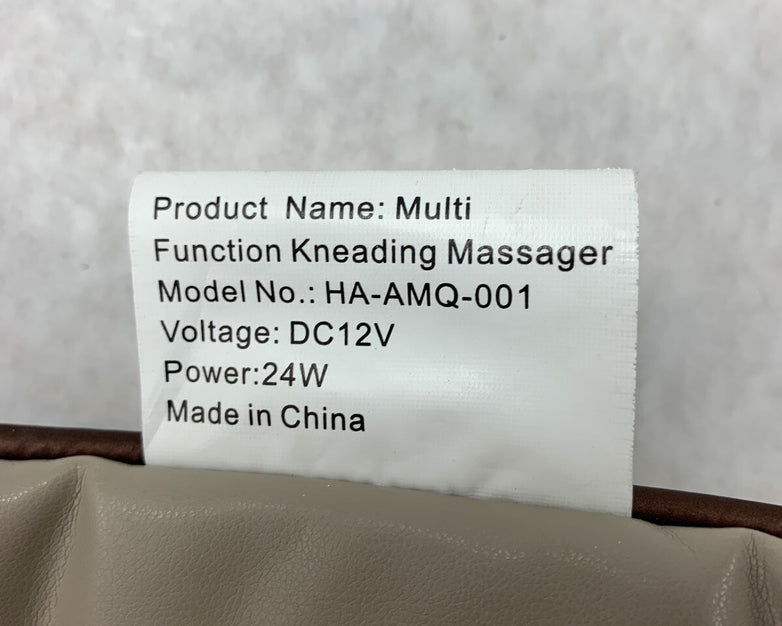 Product Name: Multi
Function Kneading Massager
Model No.: HA-AMQ-001
Voltage: DC12V
Power:24W
Made in China